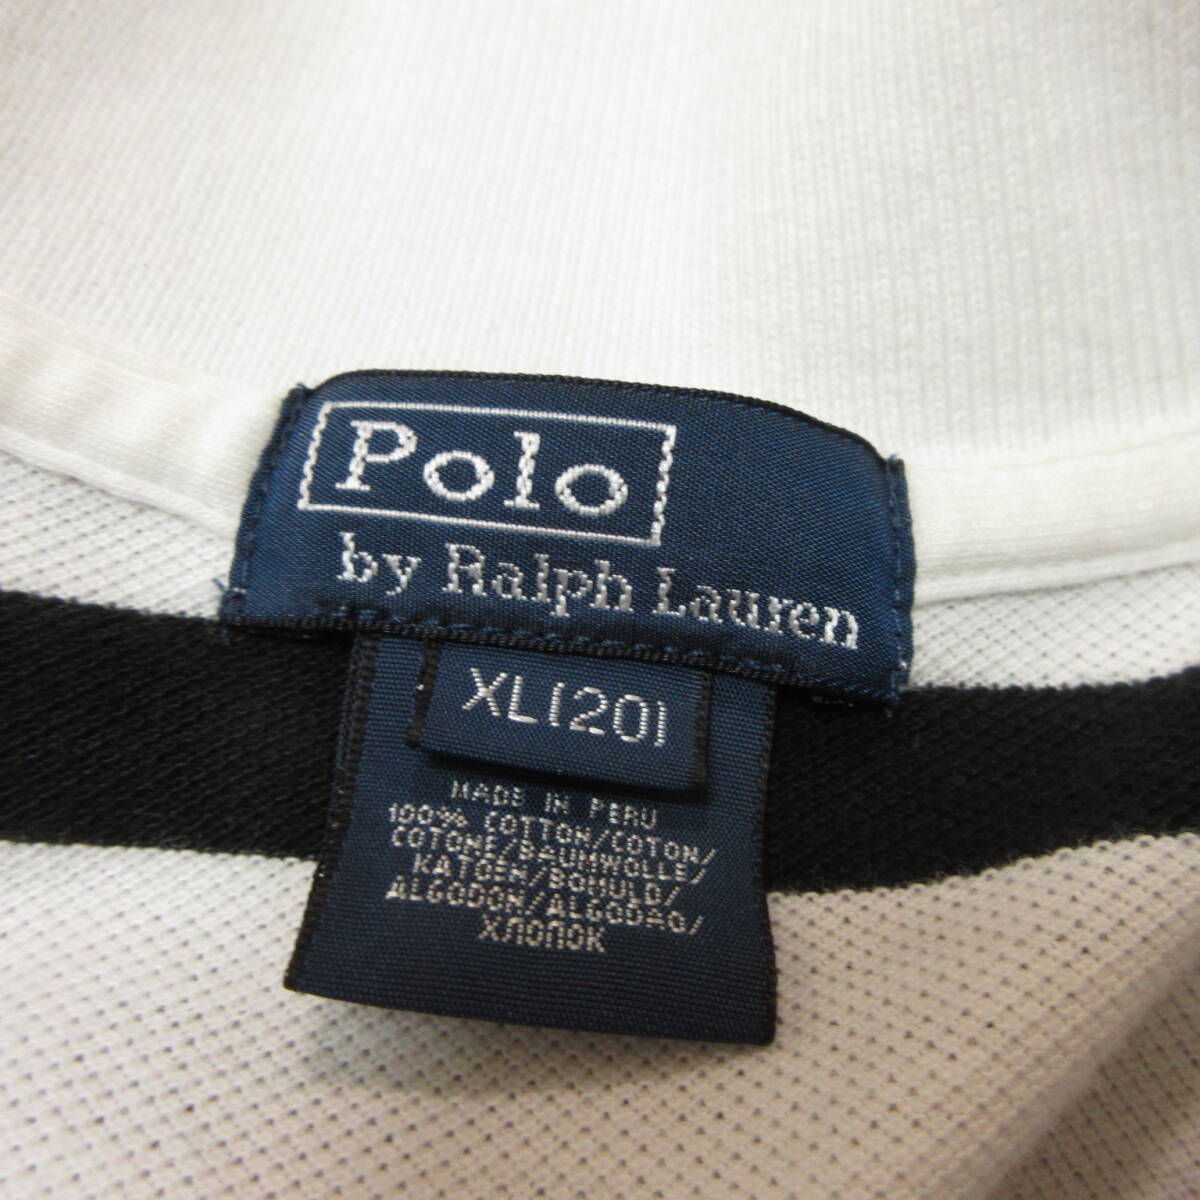 Polo
by Ralph Lauren
XL(20)
MADE IN PERU
100% COTTON/COTON/
COTONE/BAUMWOLLE/
KATOEN/BOMULD/
ALGODON/ALGODAO/
ХЛОПОК